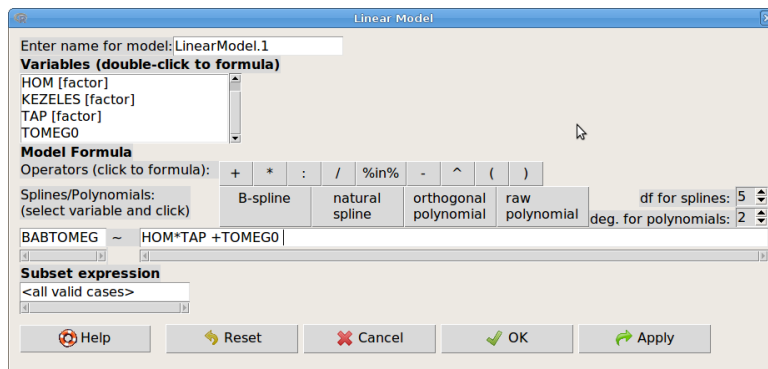 Linear Model
Enter name for model: LinearModel.1
Variables (double-click to formula)
HOM [factor]
KEZELES [factor]
TAP [factor]
TOMEG0
Model Formula
Operators (click to formula): + * : / %in% - ^ ( )
Splines/Polynomials:
(select variable and click)
B-spline
natural
spline
orthogonal
polynomial
raw
polynomial
df for splines: 5
deg. for polynomials: 2
BABTOMEG ~ HOM*TAP +TOMEG0
Subset expression
<all valid cases>
Help Reset Cancel OK Apply